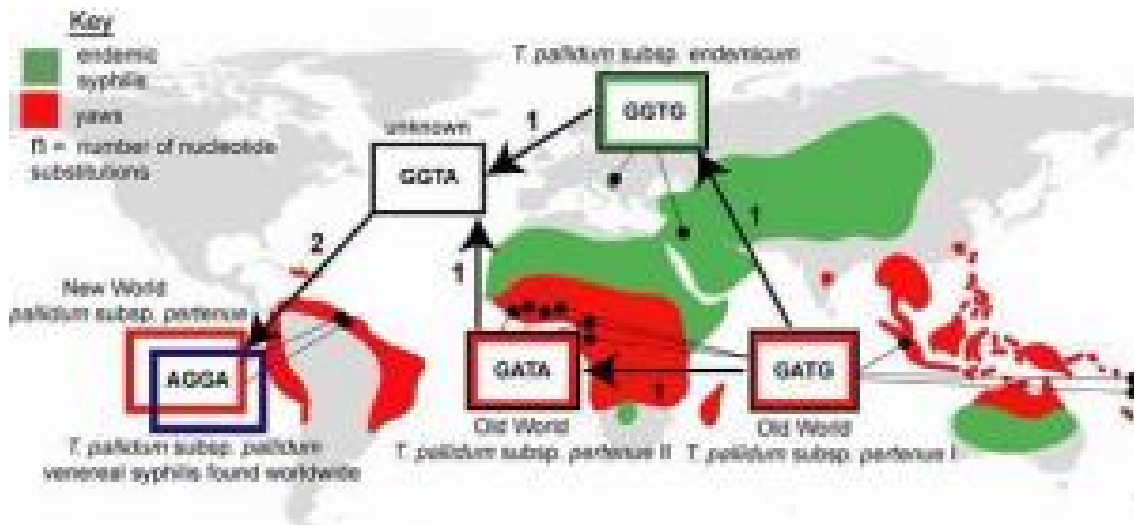 Key
endemic
syphilis
yaws
n = number of nucleotide
substitutions
T. pallidum subsp. endemicum
GGTG
1
unknown
GGTA
2
1
1
New World
pallidum subsp. pertenue
AGGA
T. pallidum subsp. pallidum
venereal syphilis found worldwide
GATA
Old World
T. pallidum subsp. pertenue II
1
GATG
Old World
T. pallidum subsp. pertenue I